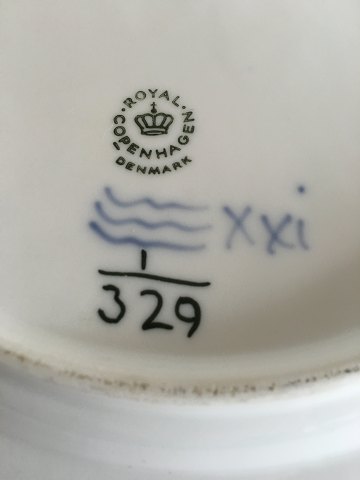 ROYAL
COPENHAGEN
DENMARK
xxi
1
329